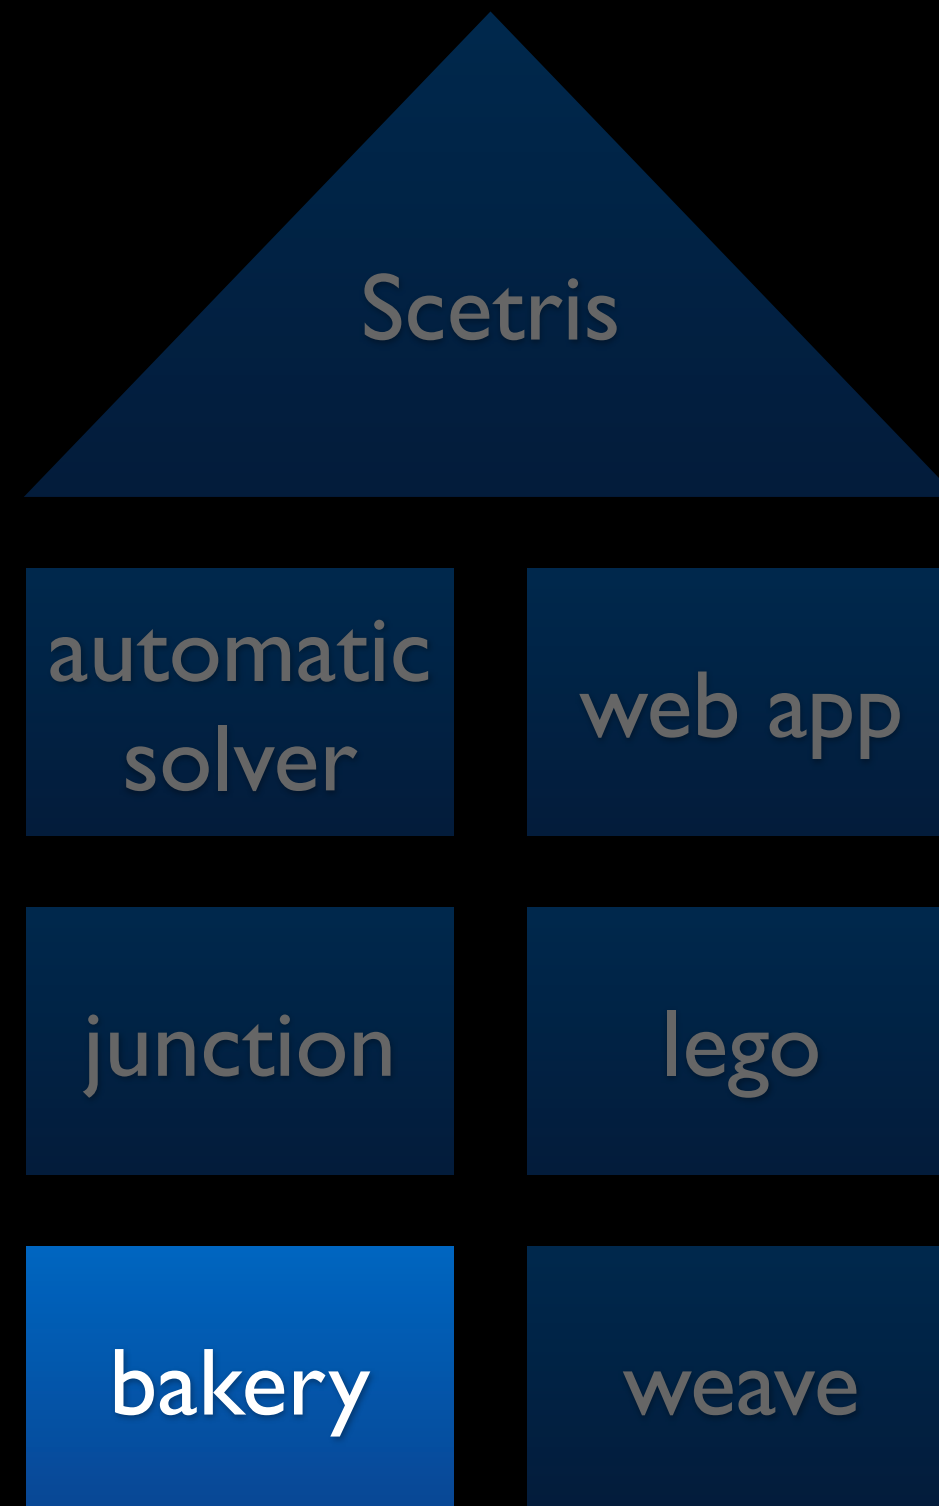 Scetris
automatic
solver
web app
junction
lego
bakery
weave